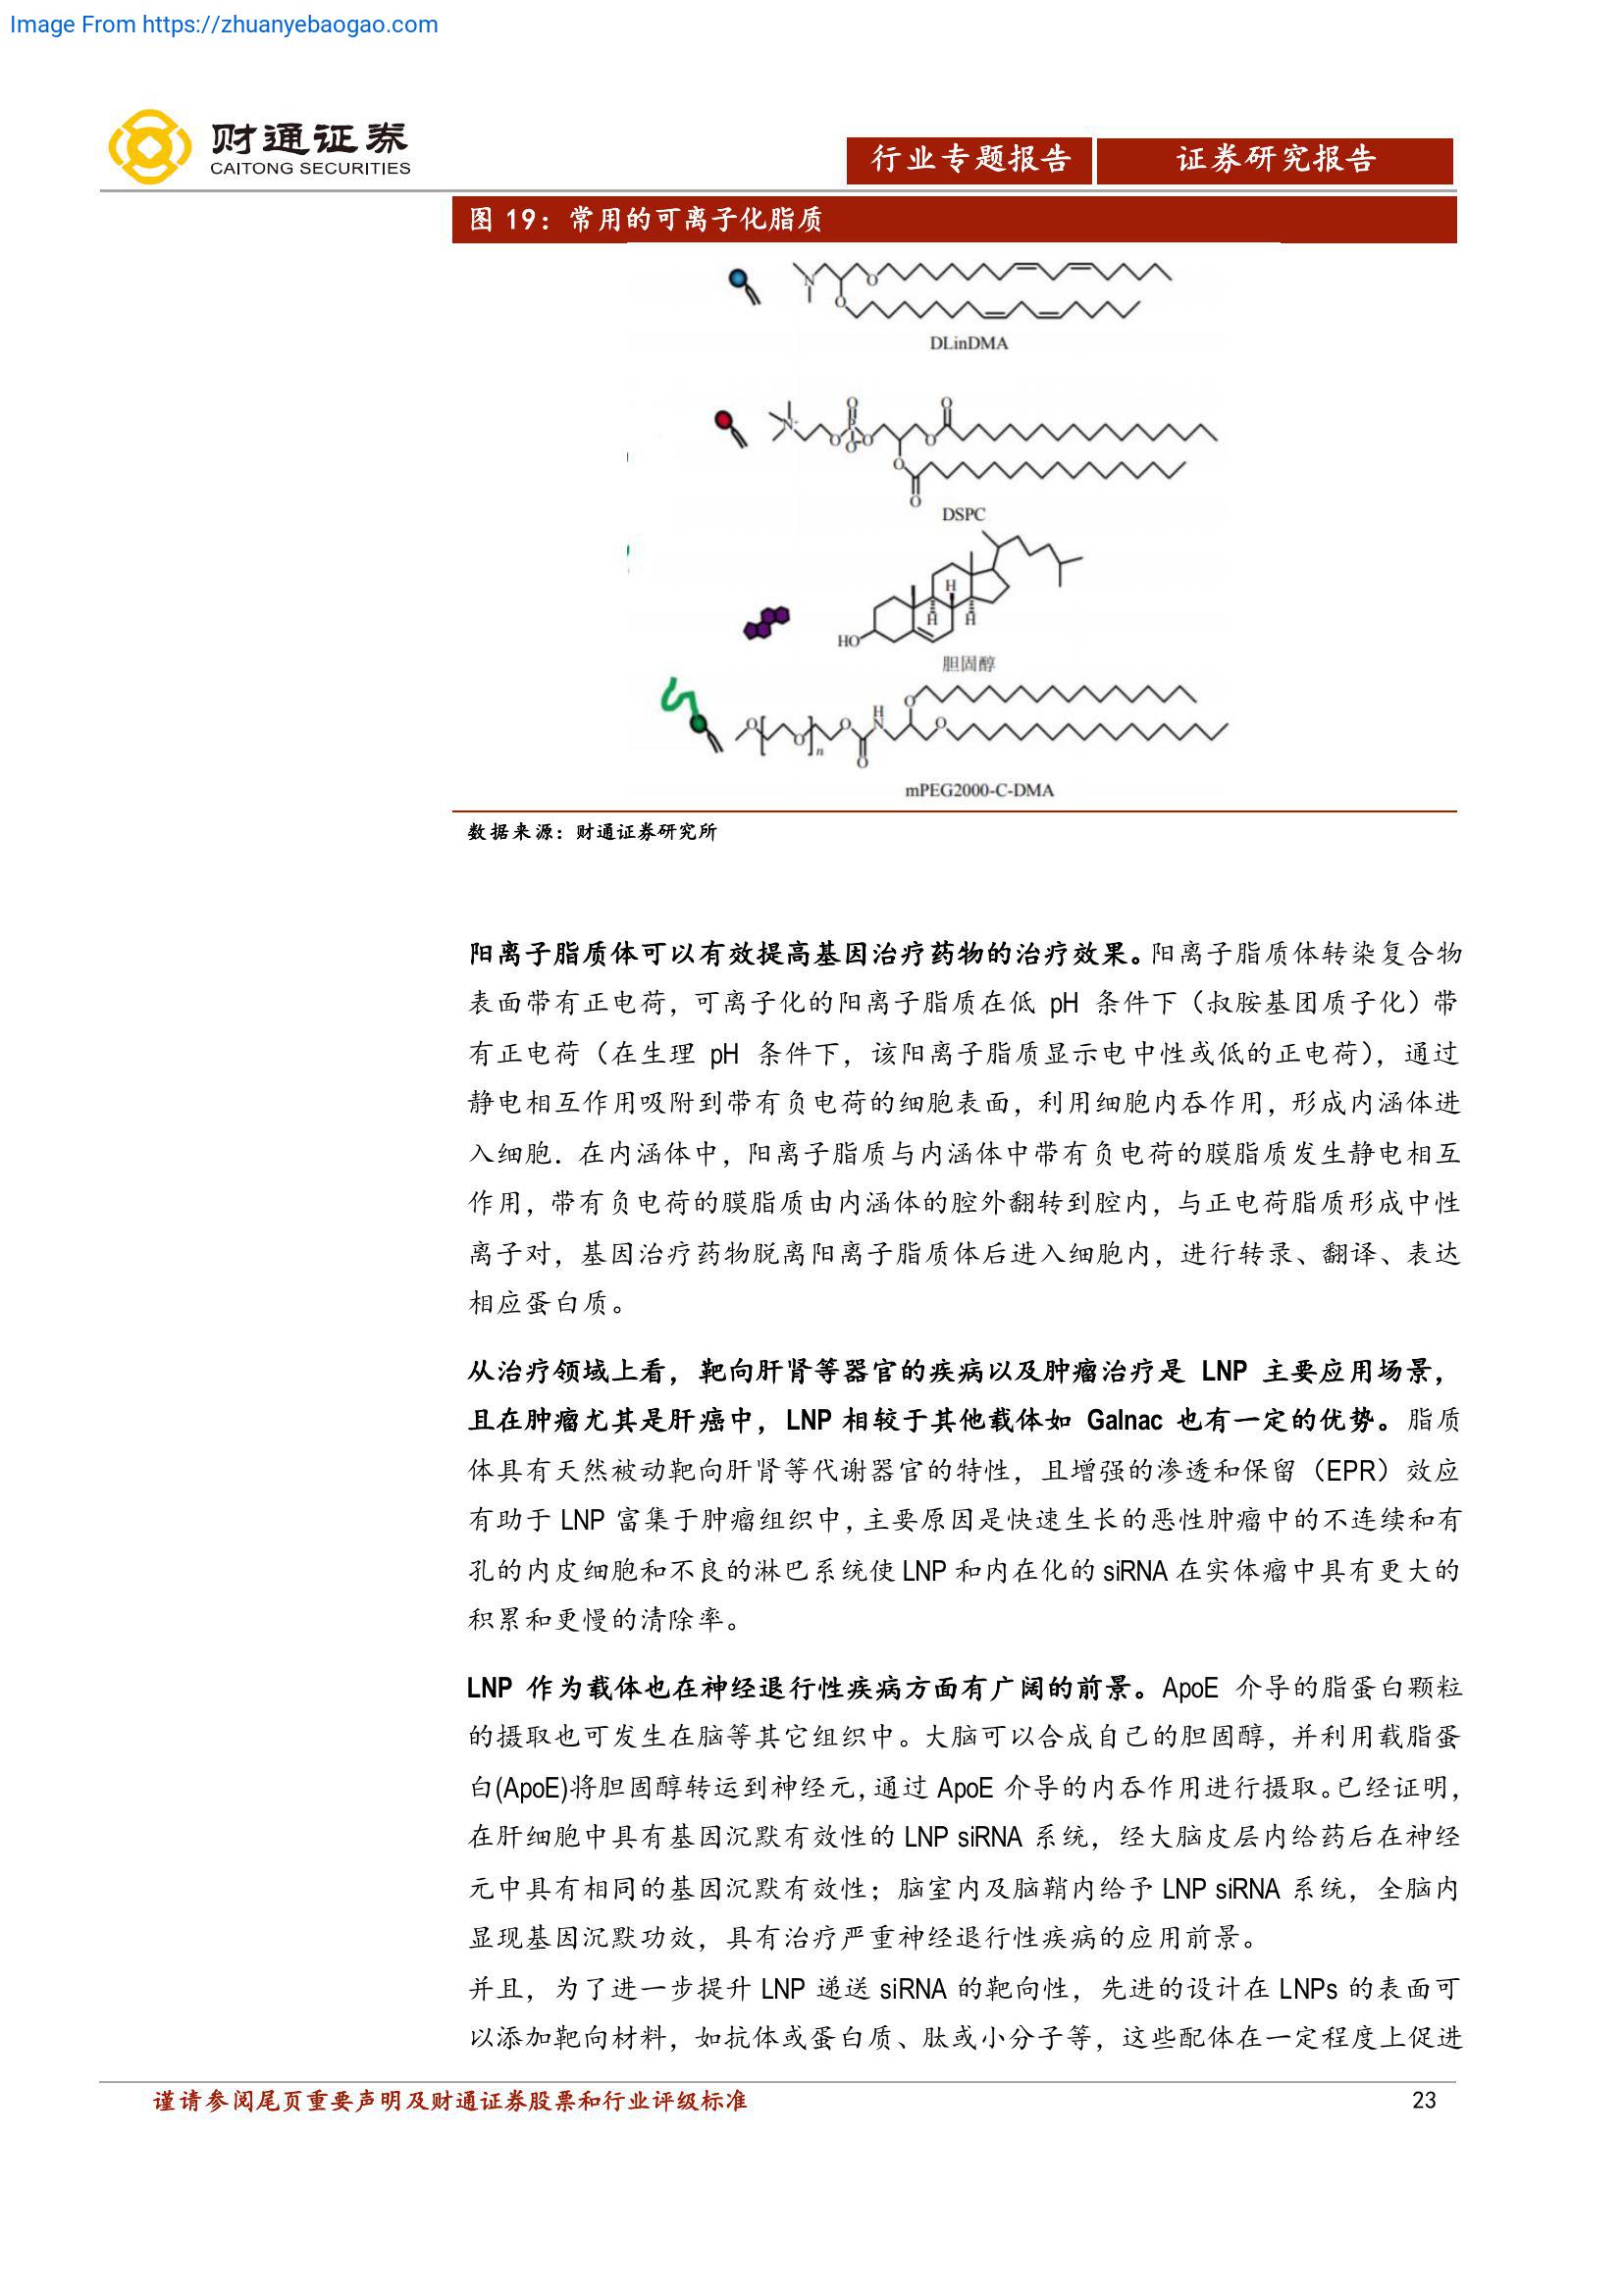 Image From https://zhuanyebaogao.com
财通证券
CAITONG SECURITIES
行业专题报告
证券研究报告
图 19：常用的可离子化脂质
N
O
O
DLinDMA
N+
O
O
P
O-
O
O
O
O
O
DSPC
H
H
H
HO
胆固醇
O
O
n
O
O
H
N
O
O
mPEG2000-C-DMA
数据来源：财通证券研究所
阳离子脂质体可以有效提高基因治疗药物的治疗效果。阳离子脂质体转染复合物
表面带有正电荷，可离子化的阳离子脂质在低 pH 条件下（叔胺基团质子化）带
有正电荷（在生理 pH 条件下，该阳离子脂质显示电中性或低的正电荷），通过
静电相互作用吸附到带有负电荷的细胞表面，利用细胞内吞作用，形成内涵体进
入细胞．在内涵体中，阳离子脂质与内涵体中带有负电荷的膜脂质发生静电相互
作用，带有负电荷的膜脂质由内涵体的腔外翻转到腔内，与正电荷脂质形成中性
离子对，基因治疗药物脱离阳离子脂质体后进入细胞内，进行转录、翻译、表达
相应蛋白质。
从治疗领域上看，靶向肝肾等器官的疾病以及肿瘤治疗是 LNP 主要应用场景，
且在肿瘤尤其是肝癌中，LNP 相较于其他载体如 Galnac 也有一定的优势。脂质
体具有天然被动靶向肝肾等代谢器官的特性，且增强的渗透和保留（EPR）效应
有助于 LNP 富集于肿瘤组织中，主要原因是快速生长的恶性肿瘤中的不连续和有
孔的内皮细胞和不良的淋巴系统使 LNP 和内在化的 siRNA 在实体瘤中具有更大的
积累和更慢的清除率。
LNP 作为载体也在神经退行性疾病方面有广阔的前景。ApoE 介导的脂蛋白颗粒
的摄取也可发生在脑等其它组织中。大脑可以合成自己的胆固醇，并利用载脂蛋
白(ApoE)将胆固醇转运到神经元，通过 ApoE 介导的内吞作用进行摄取。已经证明，
在肝细胞中具有基因沉默有效性的 LNP siRNA 系统，经大脑皮层内给药后在神经
元中具有相同的基因沉默有效性；脑室内及脑鞘内给予 LNP siRNA 系统，全脑内
显现基因沉默功效，具有治疗严重神经退行性疾病的应用前景。
并且，为了进一步提升 LNP 递送 siRNA 的靶向性，先进的设计在 LNPs 的表面可
以添加靶向材料，如抗体或蛋白质、肽或小分子等，这些配体在一定程度上促进
谨请参阅尾页重要声明及财通证券股票和行业评级标准
23